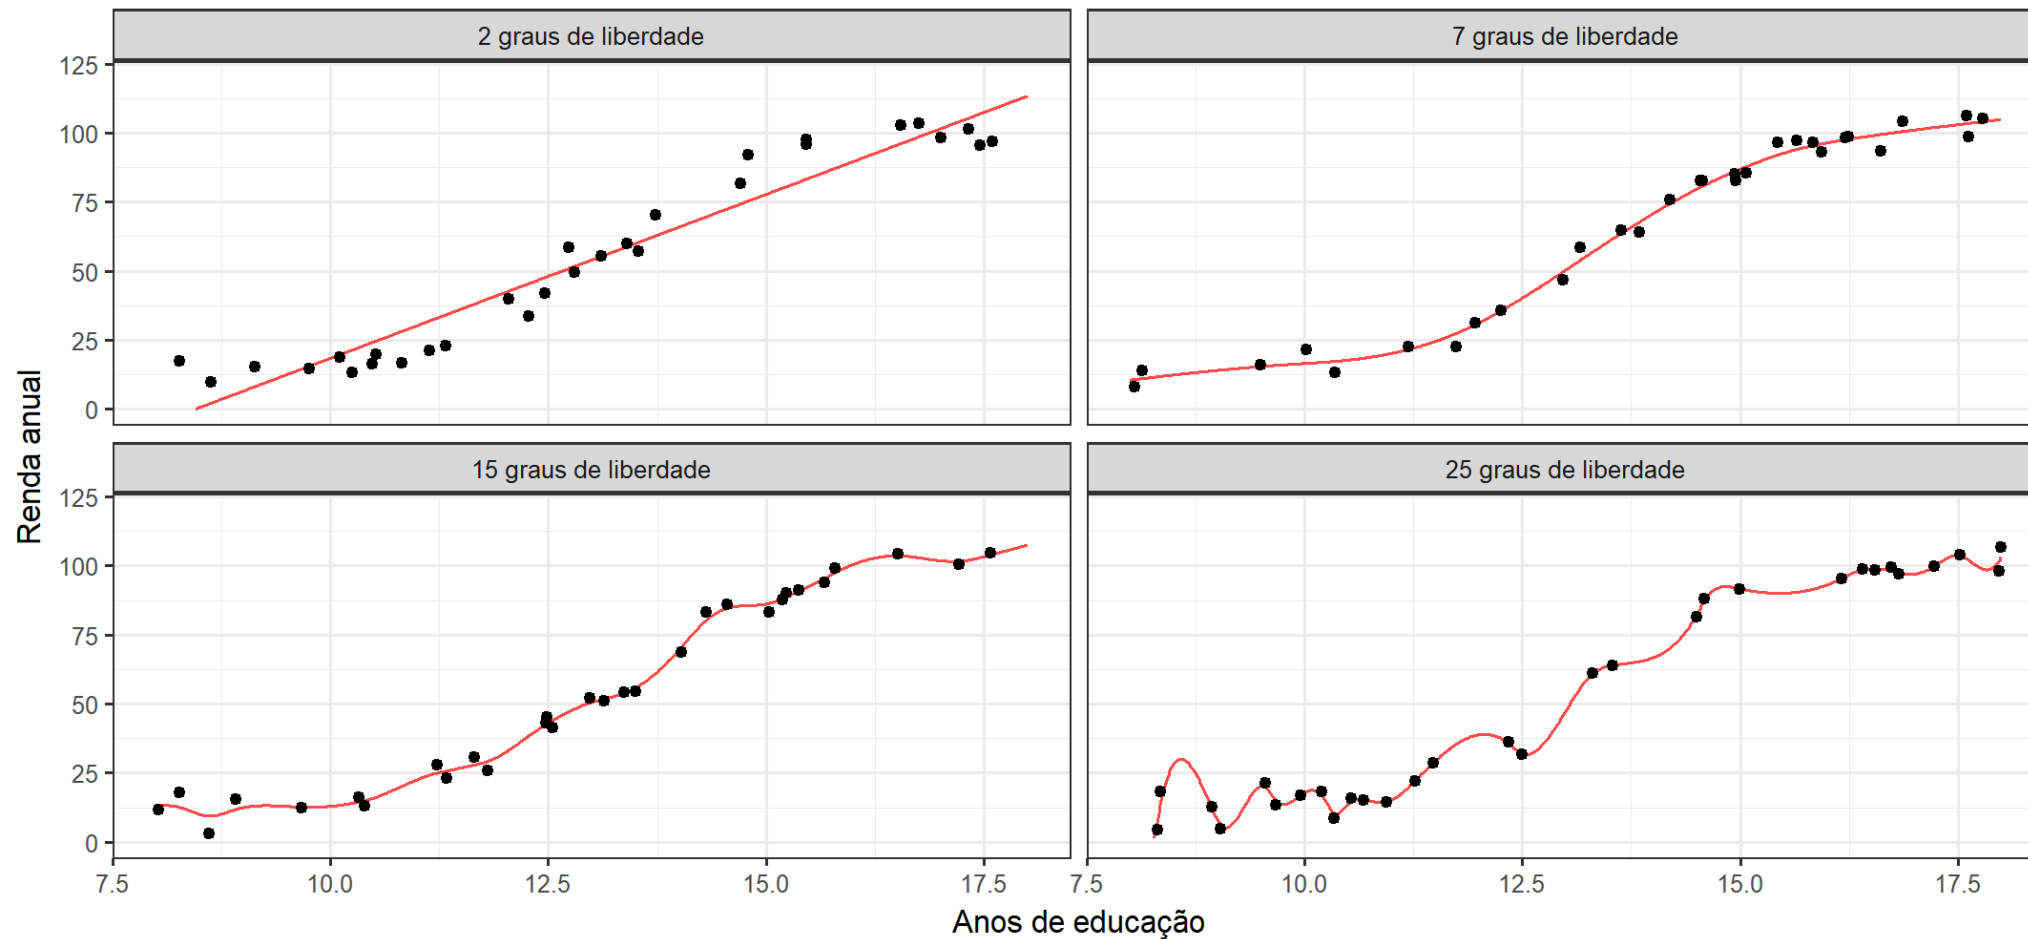 2 graus de liberdade
7 graus de liberdade
125
100
75
50
25
0
15 graus de liberdade
25 graus de liberdade
125
100
75
50
25
0
7.5 10.0 12.5 15.0 17.5
7.5 10.0 12.5 15.0 17.5
Renda anual
Anos de educação